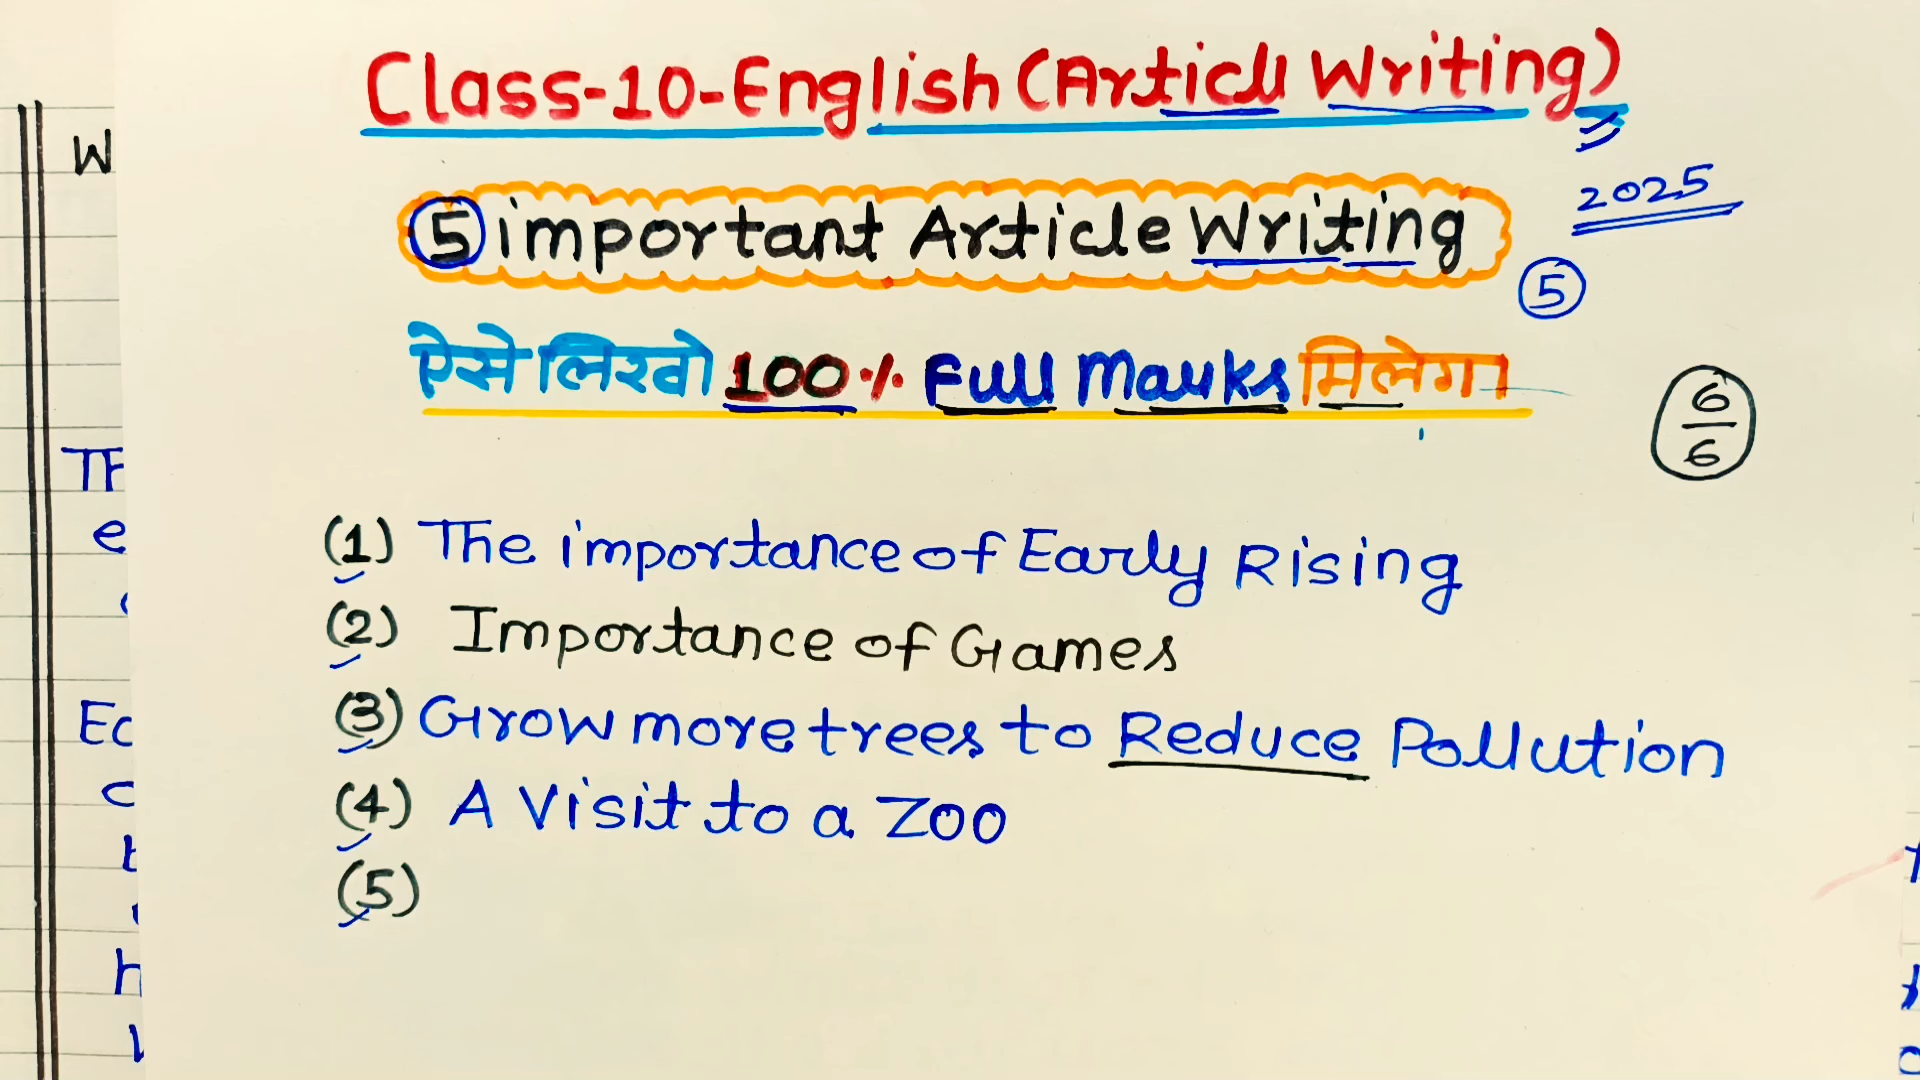 Class-10-English (Article Writing)
2025
5 important Article Writing
5
ऐसे लिखो 100% Full Marks मिलेगा
6/6
(1) The importance of Early Rising
(2) Importance of Games
(3) Grow more trees to Reduce Pollution
(4) A Visit to a Zoo
(5)